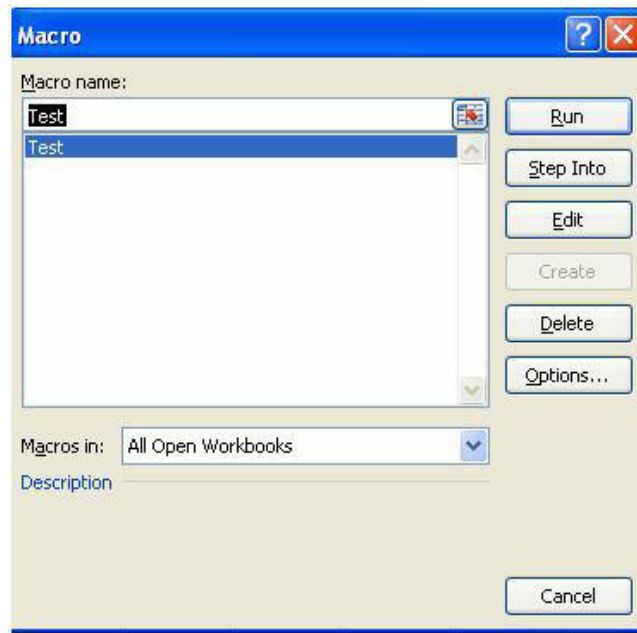 Macro
Macro name:
Test
Test
Run
Step Into
Edit
Create
Delete
Options...
Macros in: All Open Workbooks
Description
Cancel